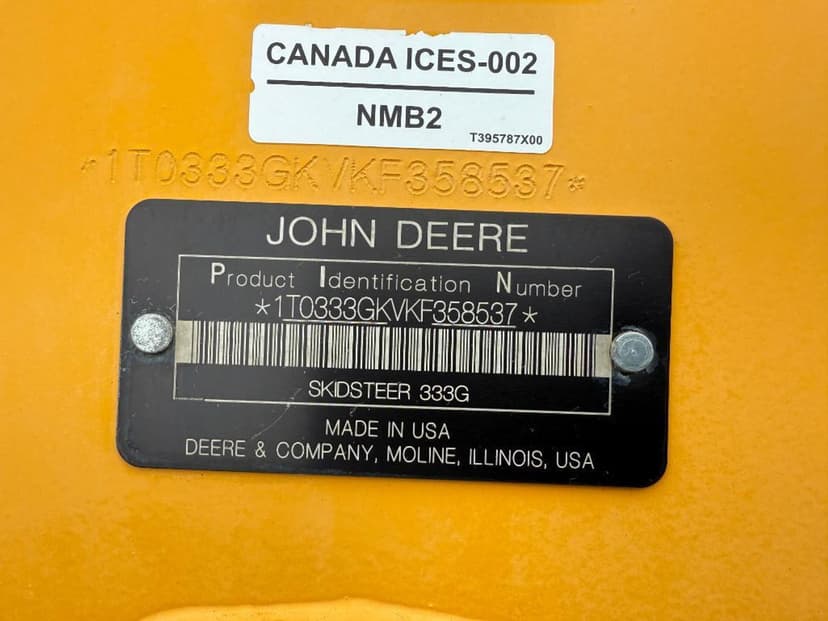 CANADA ICES-002
NMB2
T395787X00
*1T0333GKVKF358537*
JOHN DEERE
Product Identification Number
*1T0333GKVKF358537*
SKIDSTEER 333G
MADE IN USA
DEERE & COMPANY, MOLINE, ILLINOIS, USA